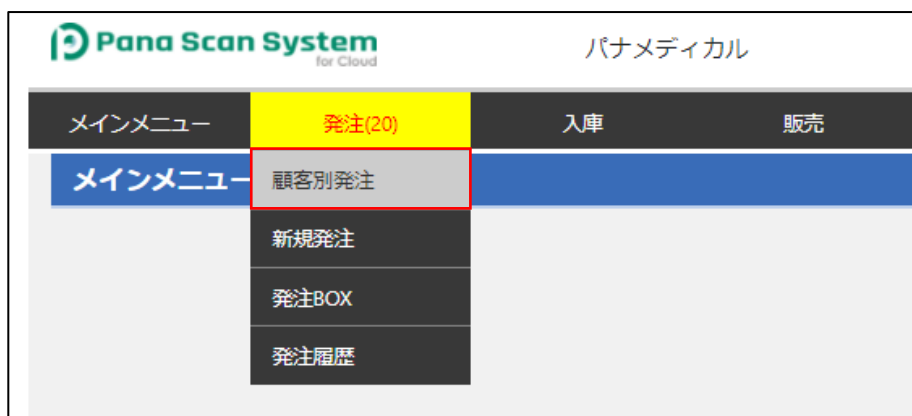 Pana Scan System
for Cloud
パナメディカル
メインメニュー 発注(20) 入庫 販売
メインメニュー
顧客別発注
新規発注
発注BOX
発注履歴